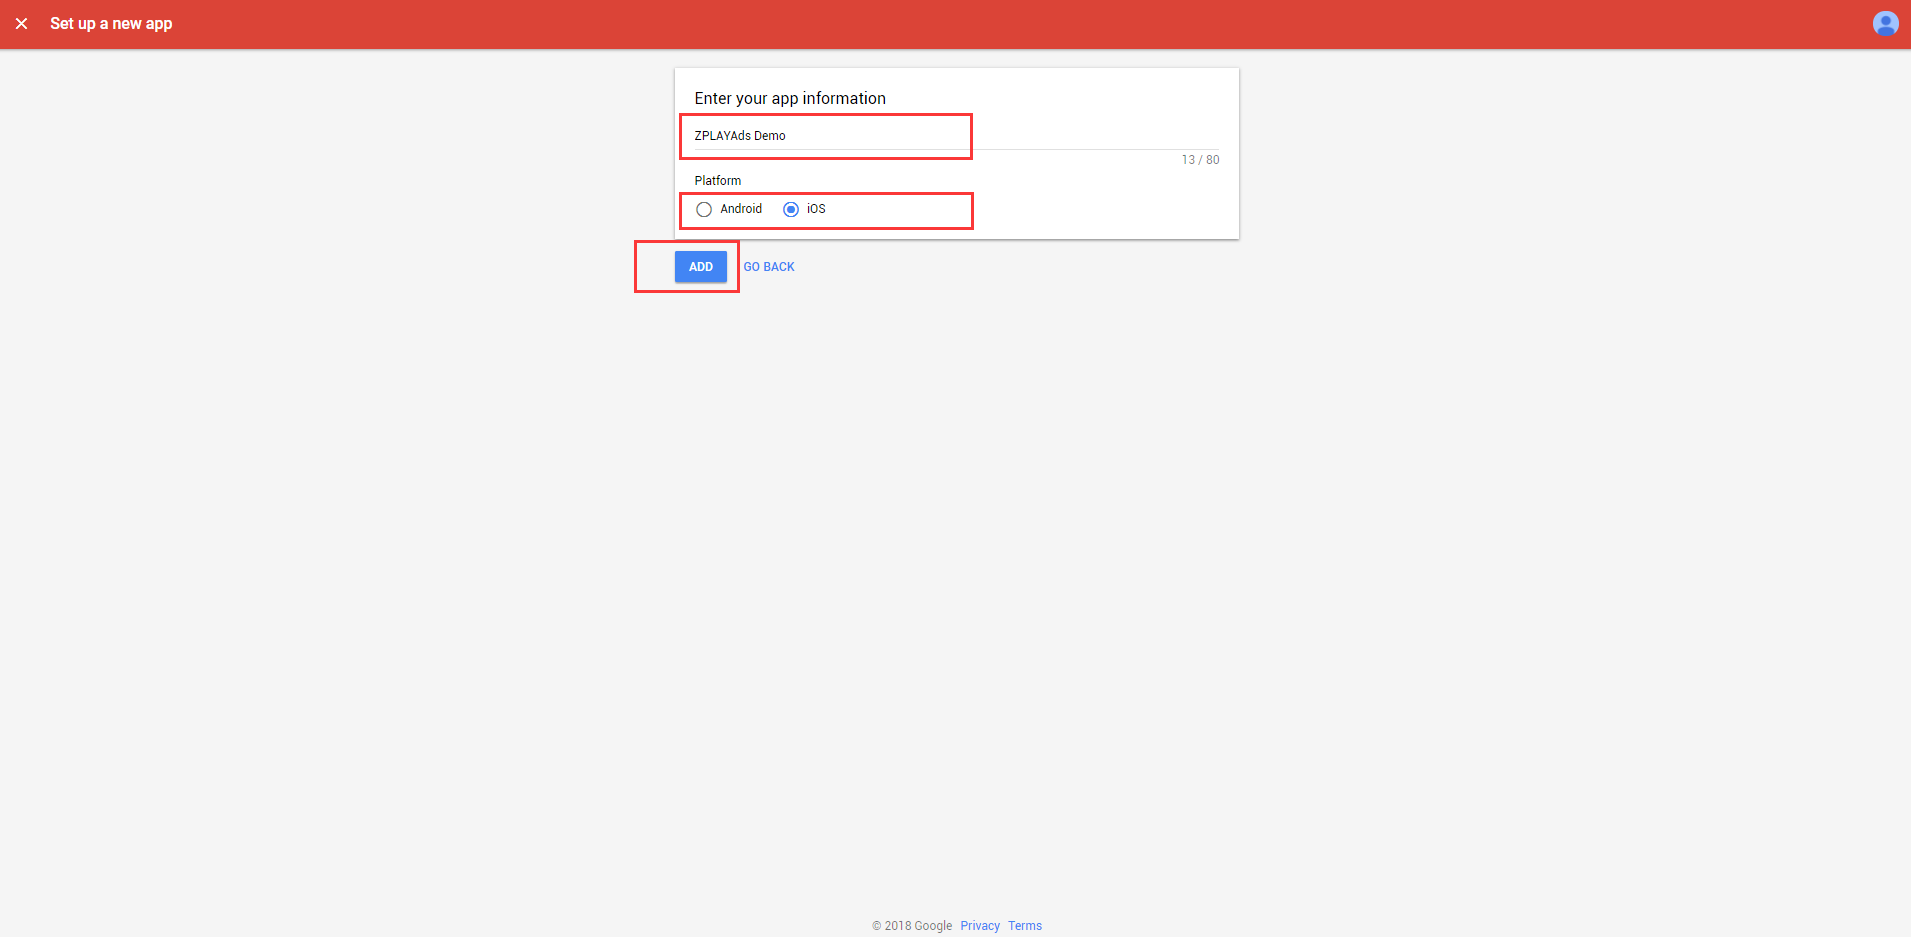 Set up a new app
Enter your app information
ZPLAYAds Demo
13 / 80
Platform
Android iOS
ADD GO BACK
© 2018 Google Privacy Terms